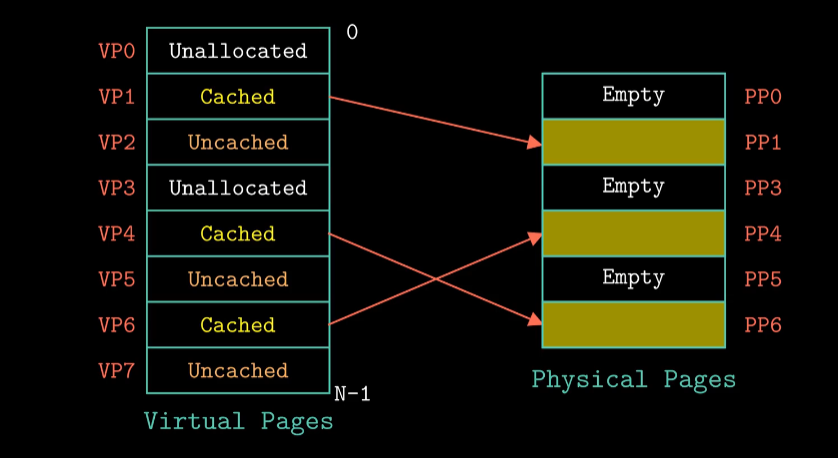 0
VP0 Unallocated
VP1 Cached Empty PP0
VP2 Uncached PP1
VP3 Unallocated Empty PP3
VP4 Cached PP4
VP5 Uncached Empty PP5
VP6 Cached PP6
VP7 Uncached
N-1
Physical Pages
Virtual Pages